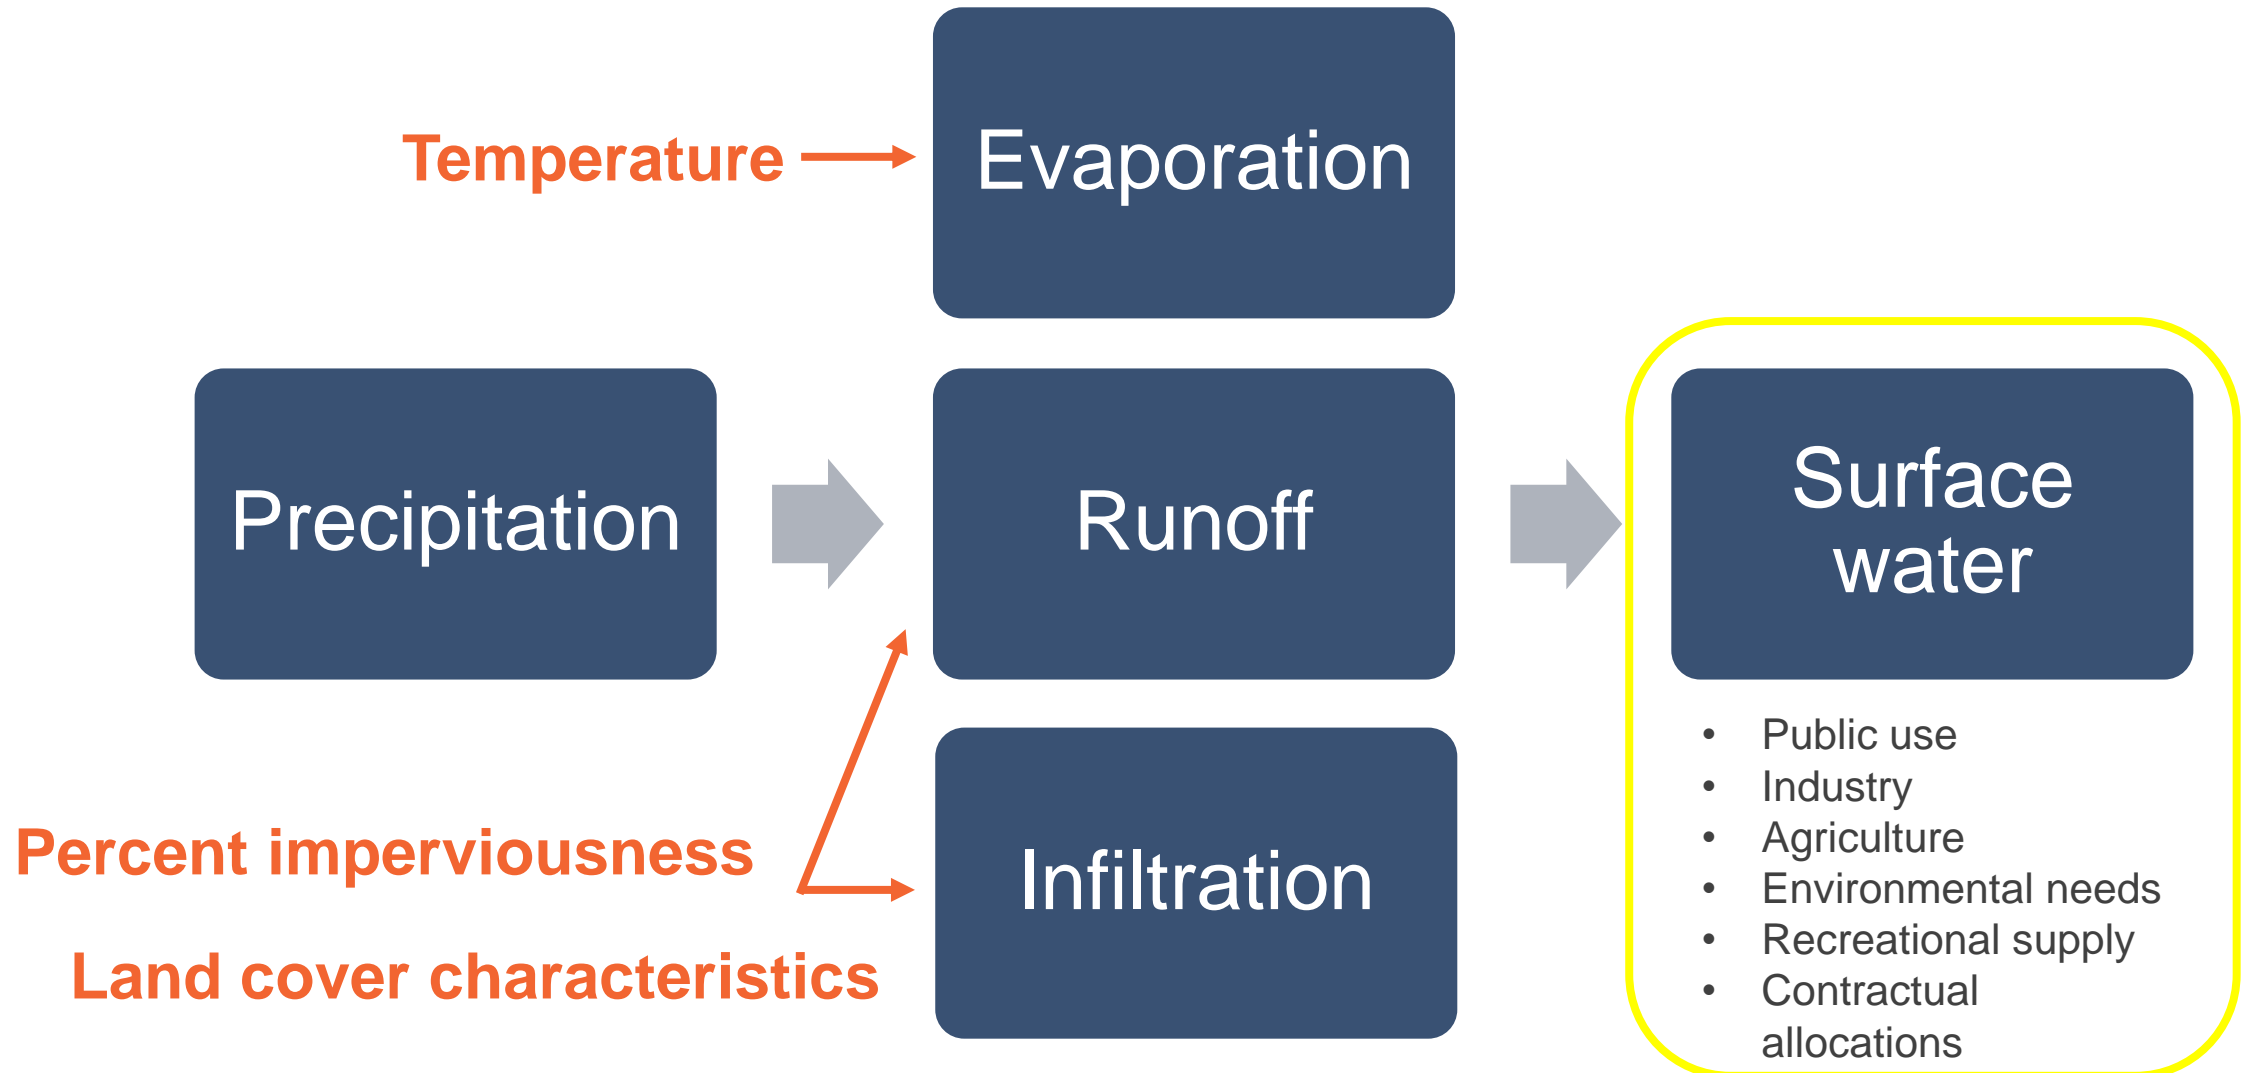 Temperature
Evaporation
Precipitation
Runoff
Surface
water
Percent imperviousness
Land cover characteristics
Infiltration
• Public use
• Industry
• Agriculture
• Environmental needs
• Recreational supply
• Contractual
allocations